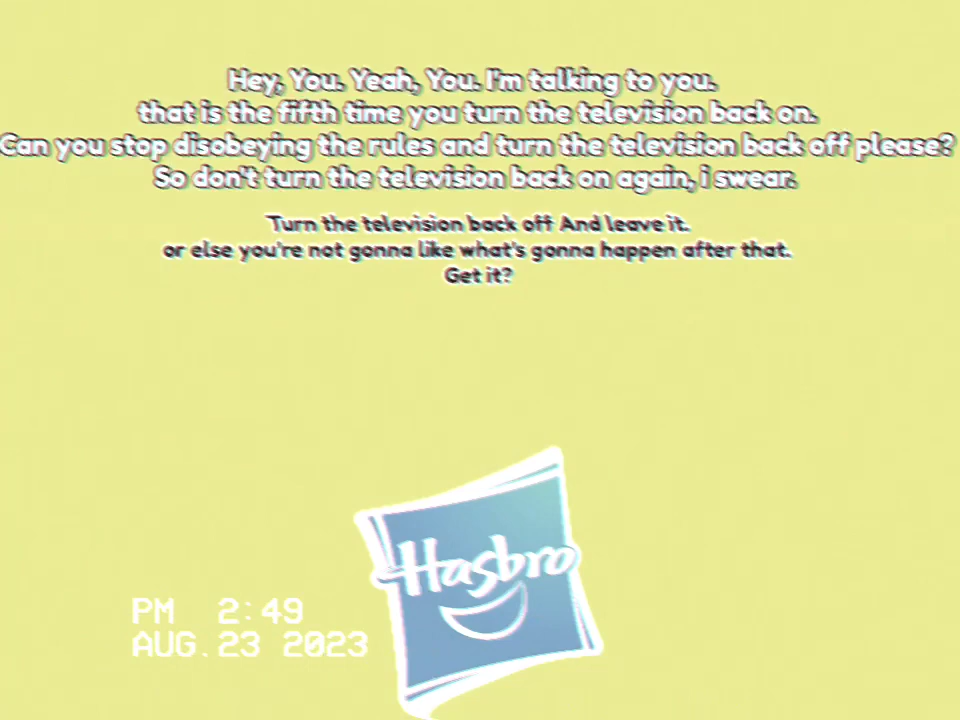 Hey, You. Yeah, You. I'm talking to you.
that is the fifth time you turn the television back on.
Can you stop disobeying the rules and turn the television back off please?
So don't turn the television back on again, i swear.
Turn the television back off And leave it.
or else you're not gonna like what's gonna happen after that.
Get it?
Hasbro
PM 2:49
AUG. 23 2023